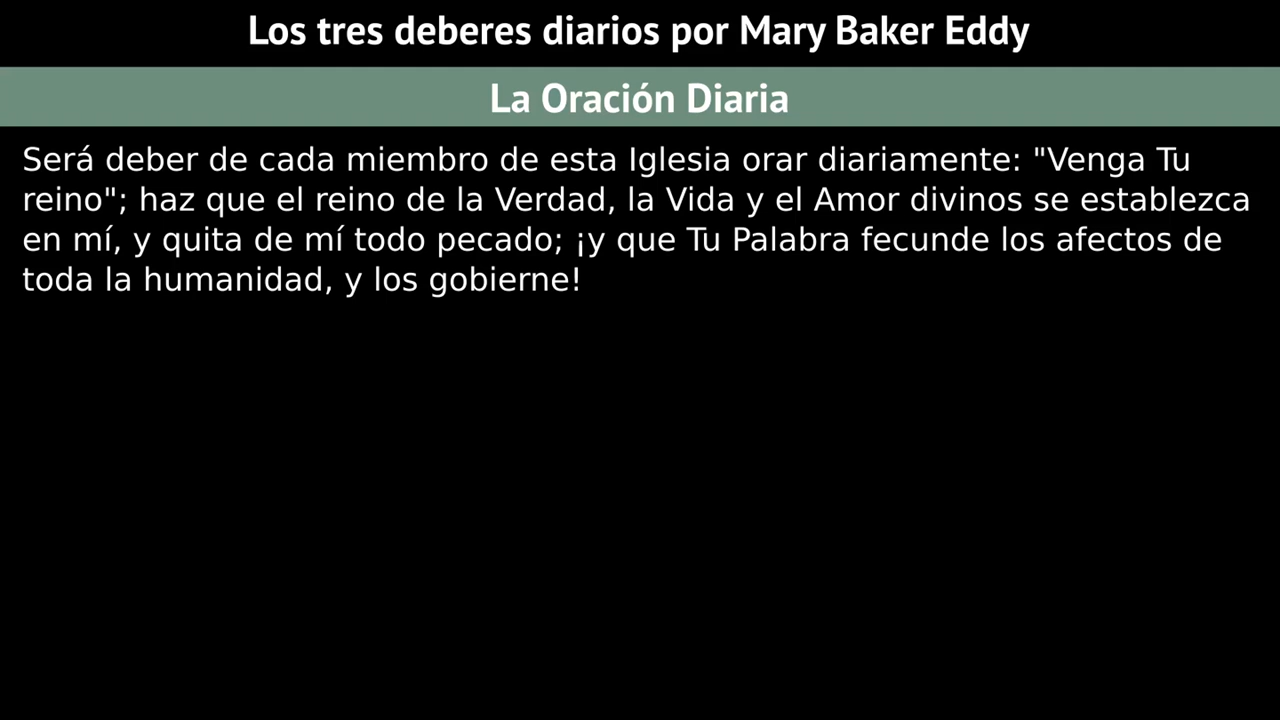 Los tres deberes diarios por Mary Baker Eddy
La Oración Diaria
Será deber de cada miembro de esta Iglesia orar diariamente: "Venga Tu
reino"; haz que el reino de la Verdad, la Vida y el Amor divinos se establezca
en mí, y quita de mí todo pecado; ¡y que Tu Palabra fecunde los afectos de
toda la humanidad, y los gobierne!